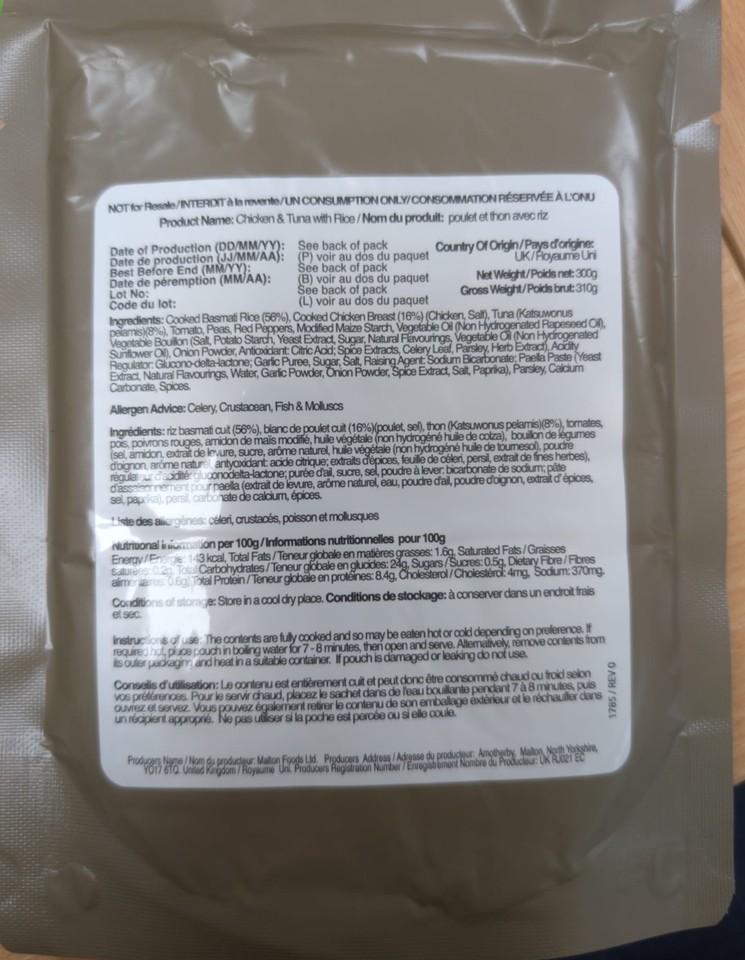 NOT for Resale/INTERDIT à la revente/UN CONSUMPTION ONLY/CONSOMMATION RÉSERVÉE À L'ONU
Product Name: Chicken & Tuna with Rice / Nom du produit: poulet et thon avec riz
Date of Production (DD/MM/YY): See back of pack
Date de production (JJ/MM/AA): (P) voir au dos du paquet
Best Before End (MM/YY): See back of pack
Date de péremption (MM/AA): (B) voir au dos du paquet
Lot No: See back of pack
Code du lot: (L) voir au dos du paquet
Country Of Origin/Pays d'origine:
UK/Royaume Uni
Net Weight/Poids net: 300g
Gross Weight/Poids brut: 310g
Ingredients: Cooked Basmati Rice (56%), Cooked Chicken Breast (16%) (Chicken, Salt), Tuna (Katsuwonus
pelamis)(8%), Tomato, Peas, Red Peppers, Modified Maize Starch, Vegetable Oil (Non Hydrogenated Rapeseed Oil),
Vegetable Bouillon (Salt, Potato Starch, Yeast Extract, Sugar, Natural Flavourings, Vegetable Oil (Non Hydrogenated
Sunflower Oil), Onion Powder, Antioxidant: Citric Acid; Spice Extracts, Celery Leaf, Parsley, Herb Extract), Acidity
Regulator: Glucono-delta-lactone; Garlic Puree, Sugar, Salt, Raising Agent: Sodium Bicarbonate; Paella Paste (Yeast
Extract, Natural Flavourings, Water, Garlic Powder, Onion Powder, Spice Extract, Salt, Paprika), Parsley, Calcium
Carbonate, Spices.
Allergen Advice: Celery, Crustacean, Fish & Molluscs
Ingrédients: riz basmati cuit (56%), blanc de poulet cuit (16%)(poulet, sel), thon (Katsuwonus pelamis)(8%), tomates,
pois, poivrons rouges, amidon de maïs modifié, huile végétale (non hydrogéné huile de colza), bouillon de légumes
(sel, amidon, extrait de levure, sucre, arôme naturel, huile végétale (non hydrogéné huile de tournesol), poudre
d'oignon, arôme naturel, antyoxidant: acide citrique; extraits d'épices, feuille de céleri, persil, extrait de fines herbes),
régulateur d'acidité: gluconodelta-lactone; purée d'ail, sucre, sel, poudre à lever: bicarbonate de sodium; pâte
d'assaisonnement pour paella (extrait de levure, arôme naturel, eau, poudre d'ail, poudre d'oignon, extrait d' épices,
sel, paprika), persil, carbonate de calcium, épices.
Liste des allergènes: céleri, crustacés, poisson et mollusques
Nutritional information per 100g/Informations nutritionnelles pour 100g
Energy/Energie: 143 kcal, Total Fats / Teneur globale en matières grasses: 1.6g, Saturated Fats / Graisses
Saturées: 0.2g, Total Carbohydrates / Teneur globale en glucides: 24g, Sugars / Sucres: 0.5g, Dietary Fibre / Fibres
alimentaires: 0.6g, Total Protein / Teneur globale en protéines: 8.4g, Cholesterol / Cholestérol: 4mg, Sodium: 370mg.
Conditions of storage: Store in a cool dry place. Conditions de stockage: à conserver dans un endroit frais
et sec.
Instructions of use: The contents are fully cooked and so may be eaten hot or cold depending on preference. If
required hot, place pouch in boiling water for 7 - 8 minutes, then open and serve. Alternatively, remove contents from
its outer packaging and heat in a suitable container. If pouch is damaged or leaking do not use.
Conseils d'utilisation: Le contenu est entièrement cuit et peut donc être consommé chaud ou froid selon
vos préférences. Pour le servir chaud, placez le sachet dans de l'eau bouillante pendant 7 à 8 minutes, puis
ouvrez et servez. Vous pouvez également retirer le contenu de son emballage extérieur et le réchauffer dans
un récipient approprié. Ne pas utiliser si la poche est percée ou si elle coule.
1785 / REV 0
Producers Name / Nom du producteur: Malton Foods Ltd. Producers Address / Adresse du producteur: Amotherby, Malton, North Yorkshire,
YO17 6TQ. United Kingdom / Royaume Uni. Producers Registration Number / Enregistrement Nombre du Producteur: UK RJ021 EC